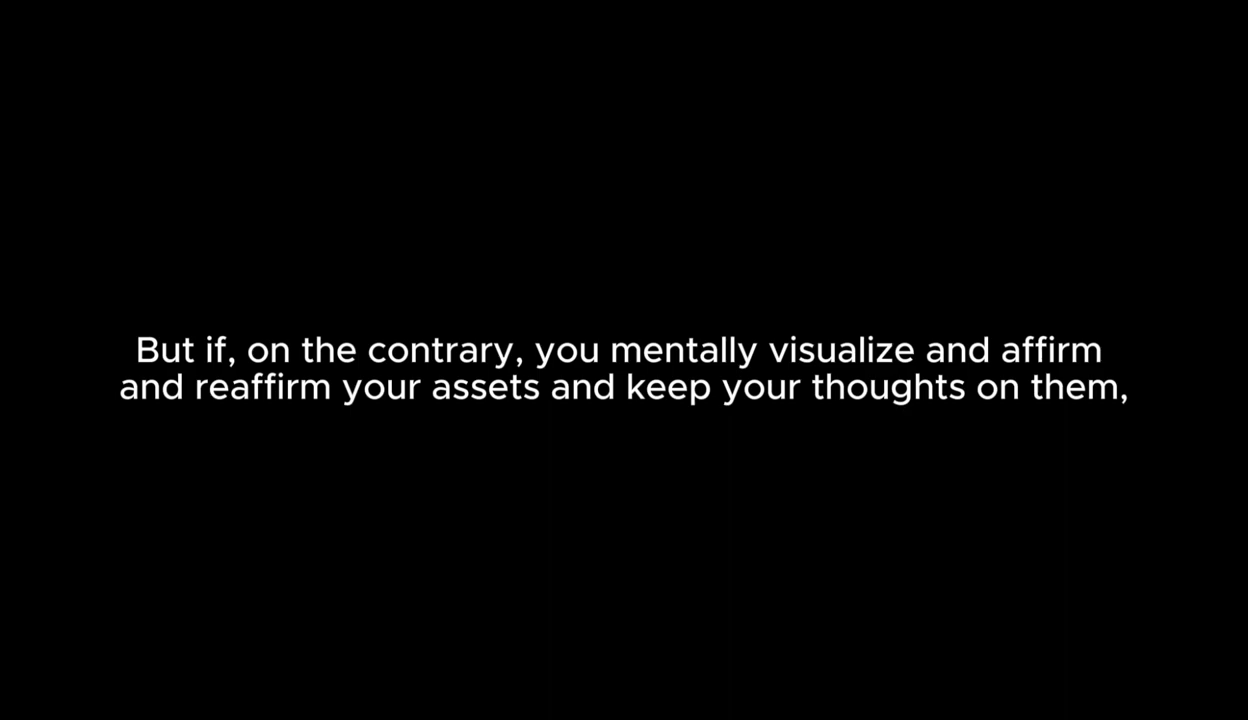 But if, on the contrary, you mentally visualize and affirm
and reaffirm your assets and keep your thoughts on them,